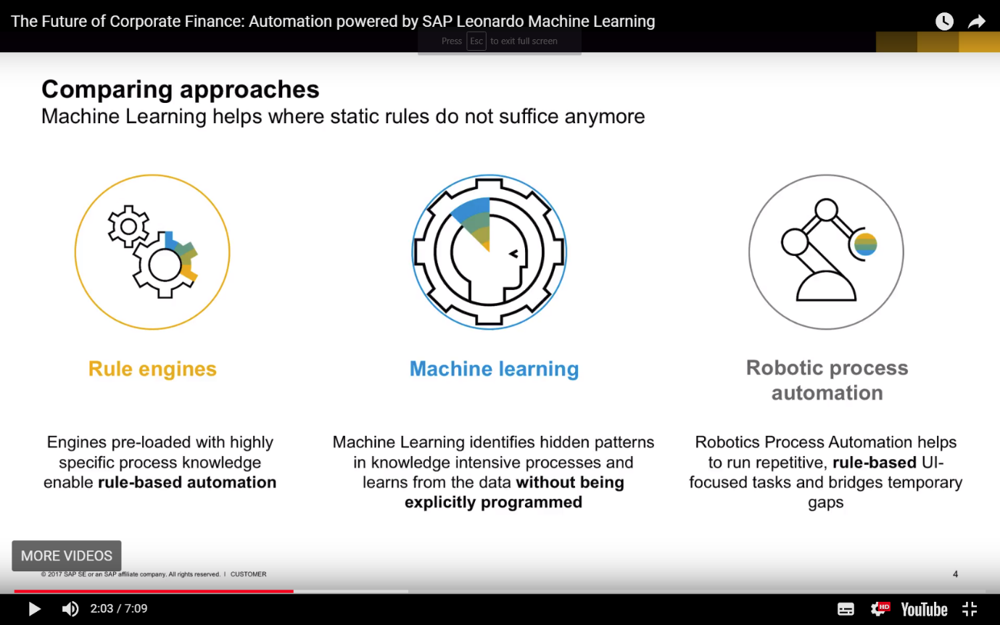 The Future of Corporate Finance: Automation powered by SAP Leonardo Machine Learning
Press Esc to exit full screen
Comparing approaches
Machine Learning helps where static rules do not suffice anymore
Rule engines
Engines pre-loaded with highly
specific process knowledge
enable rule-based automation
Machine learning
Machine Learning identifies hidden patterns
in knowledge intensive processes and
learns from the data without being
explicitly programmed
Robotic process
automation
Robotics Process Automation helps
to run repetitive, rule-based UI-
focused tasks and bridges temporary
gaps
MORE VIDEOS
© 2017 SAP SE or an SAP affiliate company. All rights reserved. I CUSTOMER
4
2:03 / 7:09
HD
YouTube